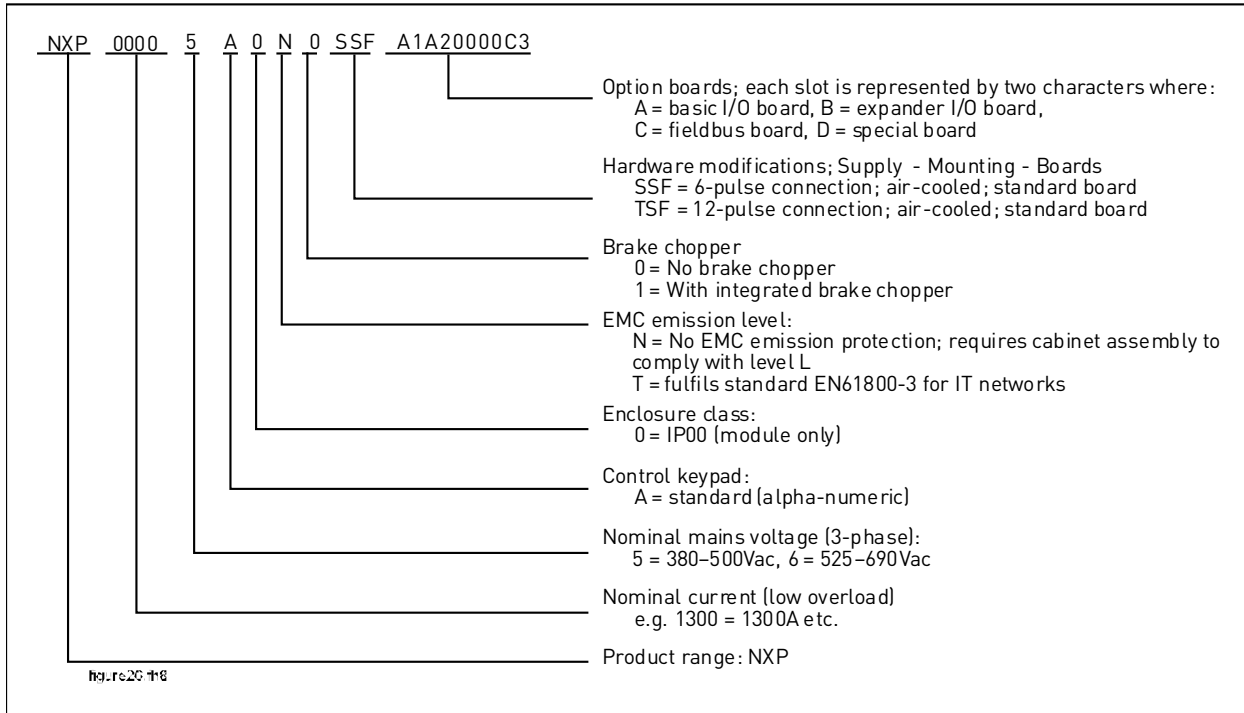 NXP 0000 5 A 0 N 0 SSF A1A20000C3
Option boards; each slot is represented by two characters where:
A = basic I/O board, B = expander I/O board,
C = fieldbus board, D = special board
Hardware modifications; Supply - Mounting - Boards
SSF = 6-pulse connection; air-cooled; standard board
TSF = 12-pulse connection; air-cooled; standard board
Brake chopper
0 = No brake chopper
1 = With integrated brake chopper
EMC emission level:
N = No EMC emission protection; requires cabinet assembly to
comply with level L
T = fulfils standard EN61800-3 for IT networks
Enclosure class:
0 = IP00 (module only)
Control keypad:
A = standard (alpha-numeric)
Nominal mains voltage (3-phase):
5 = 380–500Vac, 6 = 525–690Vac
Nominal current (low overload)
e.g. 1300 = 1300A etc.
Product range: NXP